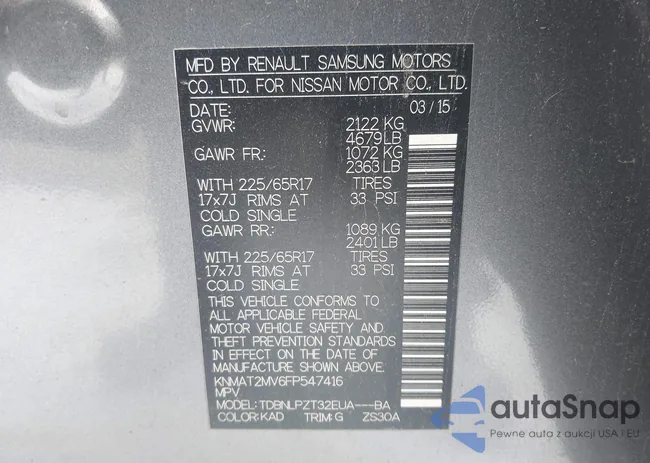 MFD BY RENAULT SAMSUNG MOTORS
CO., LTD. FOR NISSAN MOTOR CO., LTD.
DATE: 03/15
GVWR: 2122 KG
4679LB
GAWR FR: 1072 KG
2363 LB
WITH 225/65R17 TIRES
17x7J RIMS AT 33 PSI
COLD SINGLE
GAWR RR: 1089 KG
2401 LB
WITH 225/65R17 TIRES
17x7J RIMS AT 33 PSI
COLD SINGLE
THIS VEHICLE CONFORMS TO
ALL APPLICABLE FEDERAL
MOTOR VEHICLE SAFETY AND
THEFT PREVENTION STANDARDS
IN EFFECT ON THE DATE OF
MANUFACTURE SHOWN ABOVE.
KNMAT2MV6FP547416
MPV
MODEL: TDBNLPZT32EUA---BA
COLOR: KAD TRIM: G ZS30A
autoSnap
Pewne auta z aukcji USA i EU